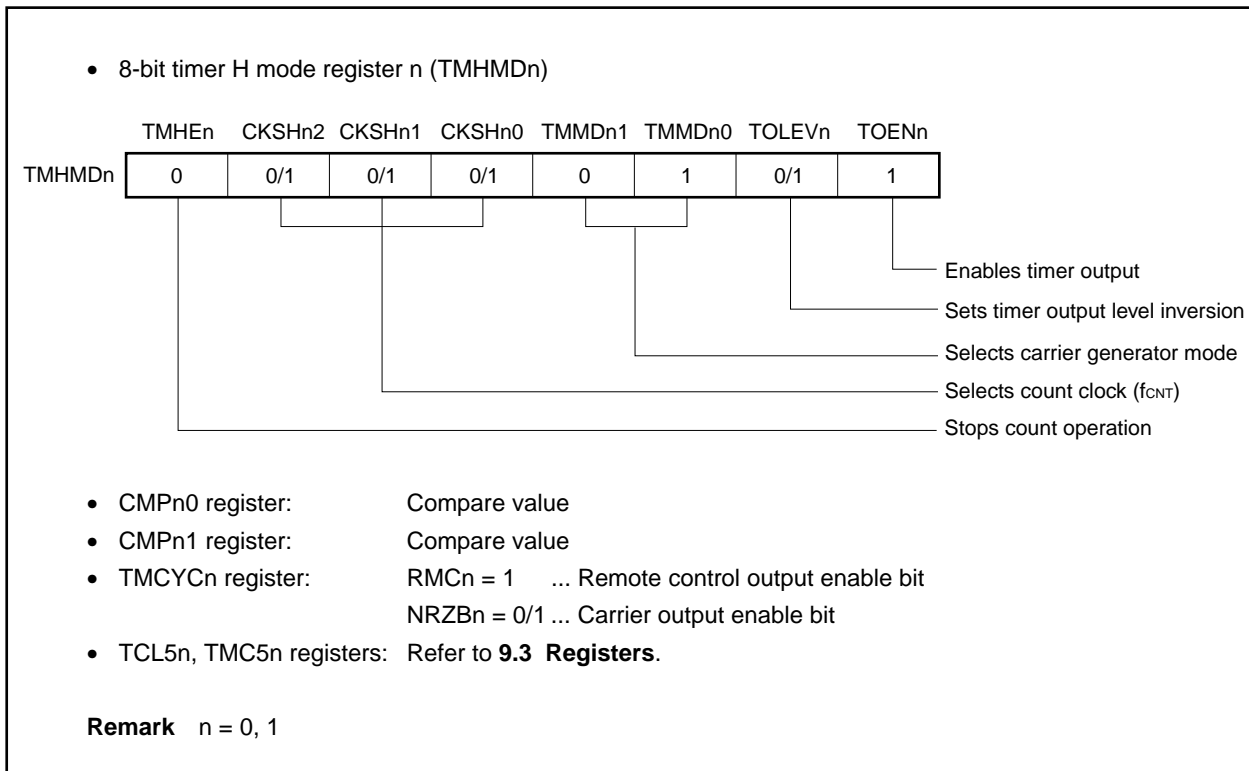 • 8-bit timer H mode register n (TMHMDn)
TMHEn CKSHn2 CKSHn1 CKSHn0 TMMDn1 TMMDn0 TOLEVn TOENn
TMHMDn 0 0/1 0/1 0/1 0 1 0/1 1
Enables timer output
Sets timer output level inversion
Selects carrier generator mode
Selects count clock (fCNT)
Stops count operation
• CMPn0 register: Compare value
• CMPn1 register: Compare value
• TMCYCn register: RMCn = 1 ... Remote control output enable bit
NRZBn = 0/1 ... Carrier output enable bit
• TCL5n, TMC5n registers: Refer to 9.3 Registers.
Remark n = 0, 1